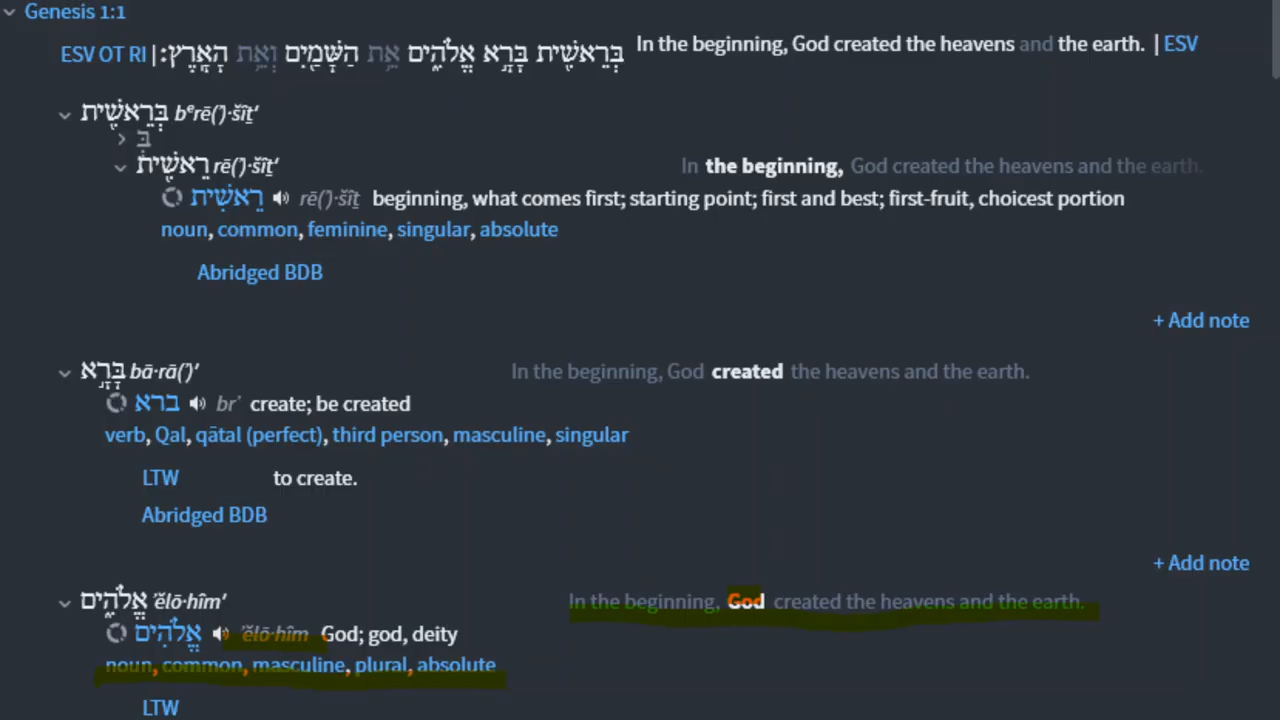 Genesis 1:1
ESV OT RI | בְּרֵאשִׁ֖ית בָּרָ֣א אֱלֹהִ֑ים אֵ֥ת הַשָּׁמַ֖יִם וְאֵ֥ת הָאָֽרֶץ׃ In the beginning, God created the heavens and the earth. | ESV
בְּרֵאשִׁ֖ית bᵉrē(ʾ)·šîṯʹ
בְּ
רֵאשִׁ֖ית rē(ʾ)·šîṯʹ In the beginning, God created the heavens and the earth.
רֵאשִׁית rē(ʾ)·šîṯ beginning, what comes first; starting point; first and best; first-fruit, choicest portion
noun, common, feminine, singular, absolute
Abridged BDB
+ Add note
בָּרָ֣א bā·rā(ʾ)ʹ In the beginning, God created the heavens and the earth.
ברא brʾ create; be created
verb, Qal, qātal (perfect), third person, masculine, singular
LTW to create.
Abridged BDB
+ Add note
אֱלֹהִ֑ים ʾᵉlō·hîmʹ In the beginning, God created the heavens and the earth.
אֱלֹהִים ʾᵉlō·hîm God; god, deity
noun, common, masculine, plural, absolute
LTW